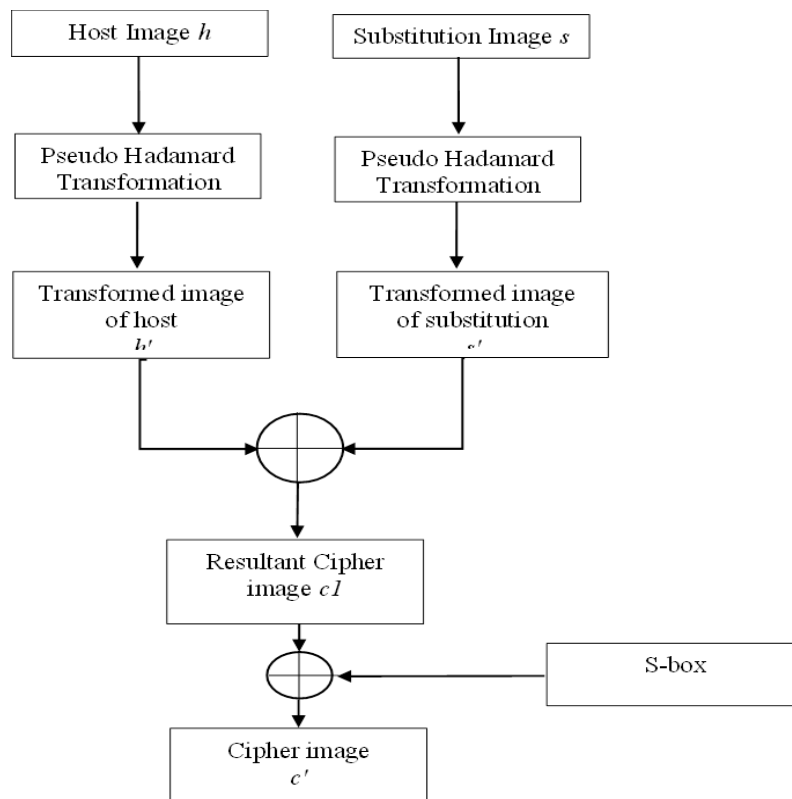 Host Image h
Substitution Image s
Pseudo Hadamard
Transformation
Pseudo Hadamard
Transformation
Transformed image
of host
h'
Transformed image
of substitution
s'
Resultant Cipher
image c1
S-box
Cipher image
c'